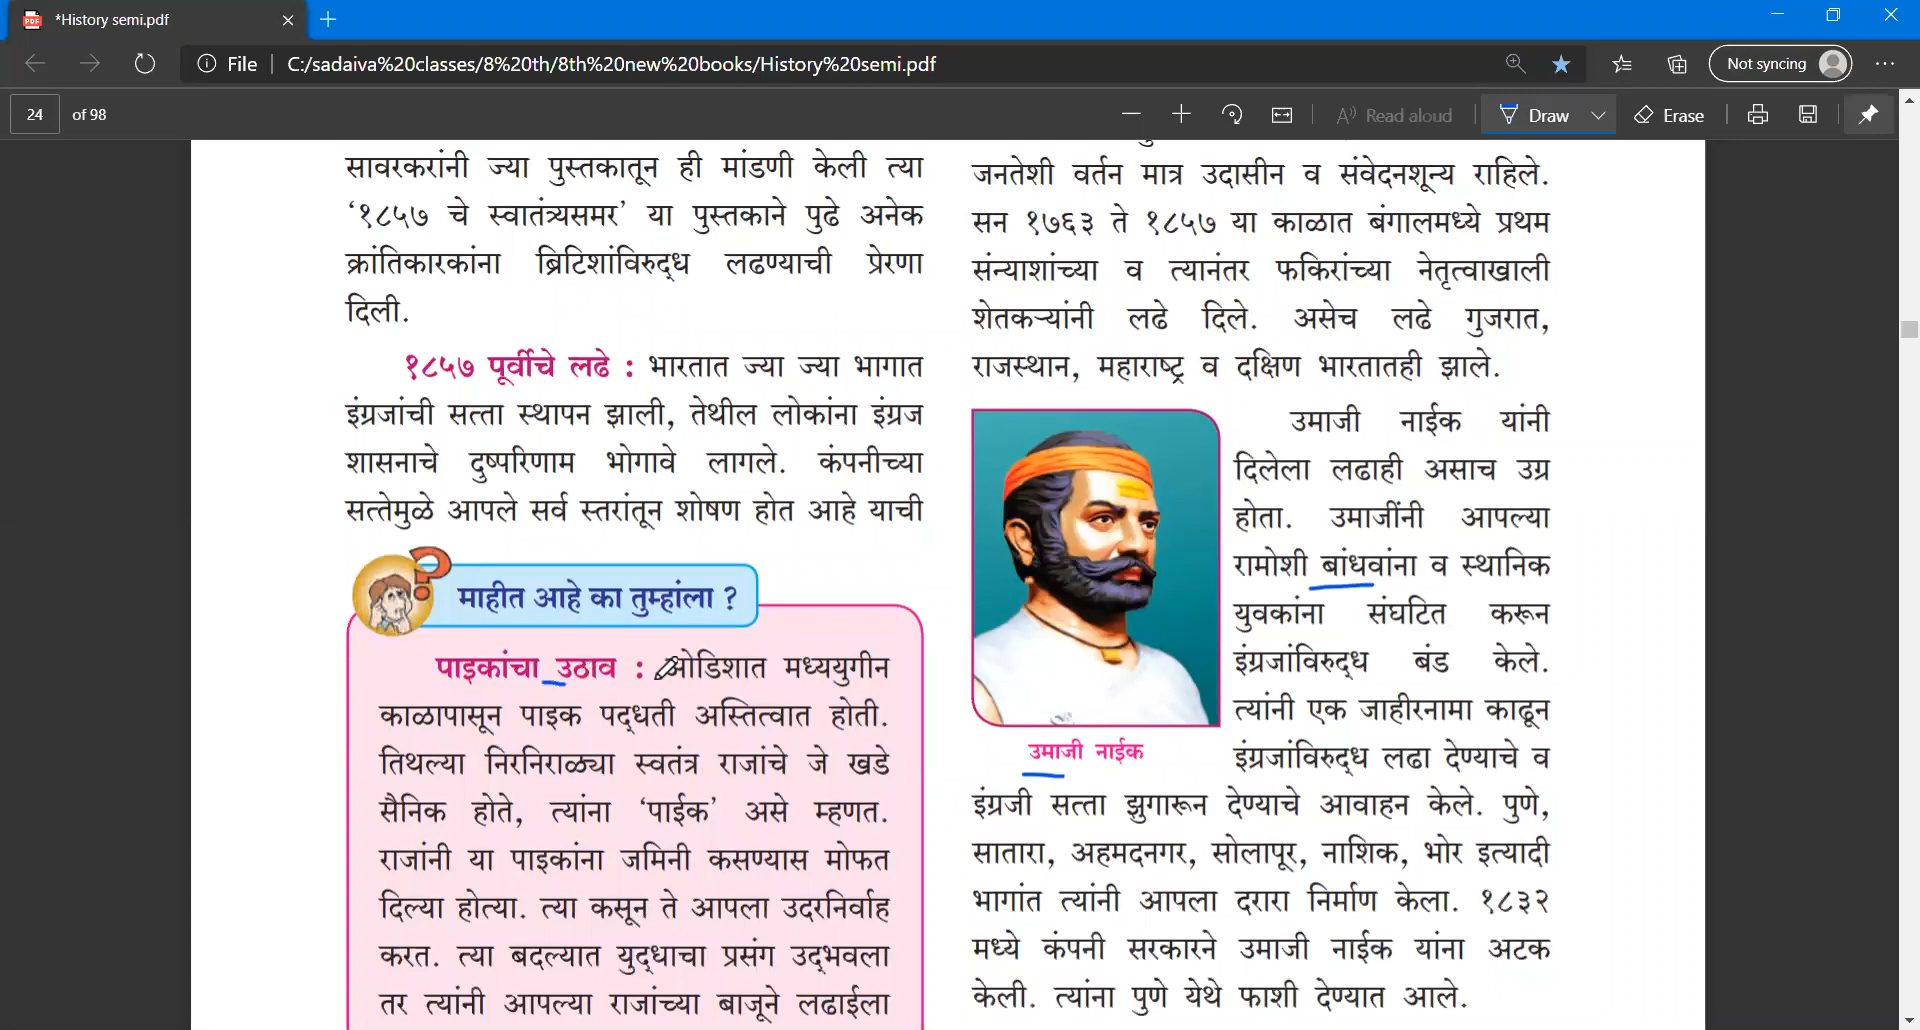 *History semi.pdf
File
C:/sadaiva%20classes/8%20th/8th%20new%20books/History%20semi.pdf
Not syncing
24 of 98
Read aloud
Draw
Erase
सावरकरांनी ज्या पुस्तकातून ही मांडणी केली त्या
‘१८५७ चे स्वातंत्र्यसमर’ या पुस्तकाने पुढे अनेक
क्रांतिकारकांना ब्रिटिशांविरुद्ध लढण्याची प्रेरणा
दिली.
१८५७ पूर्वीचे लढे : भारतात ज्या ज्या भागात
इंग्रजांची सत्ता स्थापन झाली, तेथील लोकांना इंग्रज
शासनाचे दुष्परिणाम भोगावे लागले. कंपनीच्या
सत्तेमुळे आपले सर्व स्तरांतून शोषण होत आहे याची
माहीत आहे का तुम्हांला ?
पाइकांचा उठाव : ओडिशात मध्ययुगीन
काळापासून पाइक पद्धती अस्तित्वात होती.
तिथल्या निरनिराळ्या स्वतंत्र राजांचे जे खडे
सैनिक होते, त्यांना ‘पाईक’ असे म्हणत.
राजांनी या पाइकांना जमिनी कसण्यास मोफत
दिल्या होत्या. त्या कसून ते आपला उदरनिर्वाह
करत. त्या बदल्यात युद्धाचा प्रसंग उद्भवला
तर त्यांनी आपल्या राजांच्या बाजूने लढाईला
जनतेशी वर्तन मात्र उदासीन व संवेदनशून्य राहिले.
सन १७६३ ते १८५७ या काळात बंगालमध्ये प्रथम
संन्याशांच्या व त्यानंतर फकिरांच्या नेतृत्वाखाली
शेतकऱ्यांनी लढे दिले. असेच लढे गुजरात,
राजस्थान, महाराष्ट्र व दक्षिण भारतातही झाले.
उमाजी नाईक यांनी
दिलेला लढाही असाच उग्र
होता. उमाजींनी आपल्या
रामोशी बांधवांना व स्थानिक
युवकांना संघटित करून
इंग्रजांविरुद्ध बंड केले.
त्यांनी एक जाहीरनामा काढून
इंग्रजांविरुद्ध लढा देण्याचे व
उमाजी नाईक
इंग्रजी सत्ता झुगारून देण्याचे आवाहन केले. पुणे,
सातारा, अहमदनगर, सोलापूर, नाशिक, भोर इत्यादी
भागांत त्यांनी आपला दरारा निर्माण केला. १८३२
मध्ये कंपनी सरकारने उमाजी नाईक यांना अटक
केली. त्यांना पुणे येथे फाशी देण्यात आले.